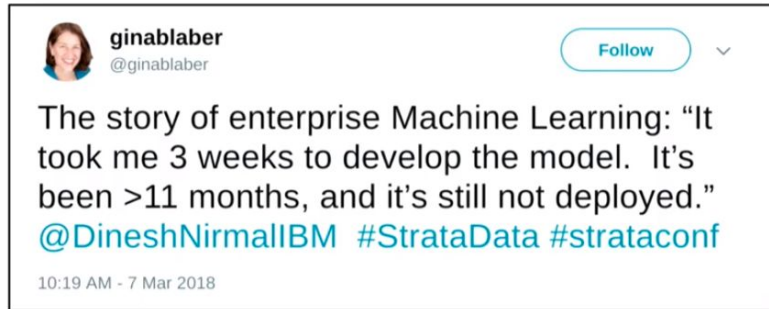 ginablaber
@ginablaber
Follow
The story of enterprise Machine Learning: “It
took me 3 weeks to develop the model.  It’s
been >11 months, and it’s still not deployed.”
@DineshNirmalIBM  #StrataData #strataconf
10:19 AM - 7 Mar 2018